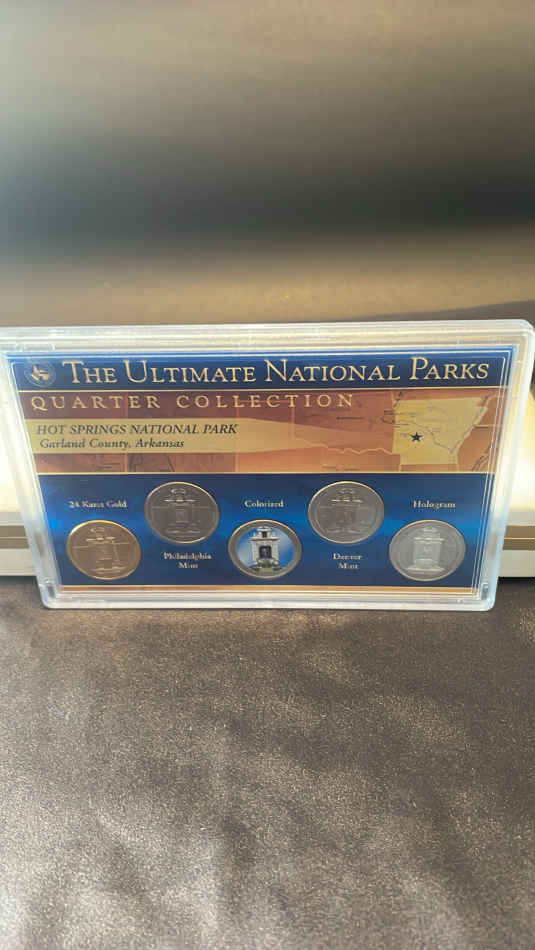 THE ULTIMATE NATIONAL PARKS
QUARTER COLLECTION
HOT SPRINGS NATIONAL PARK
Garland County, Arkansas
24 Karat Gold
Colorized
Hologram
Philadelphia
Mint
Denver
Mint